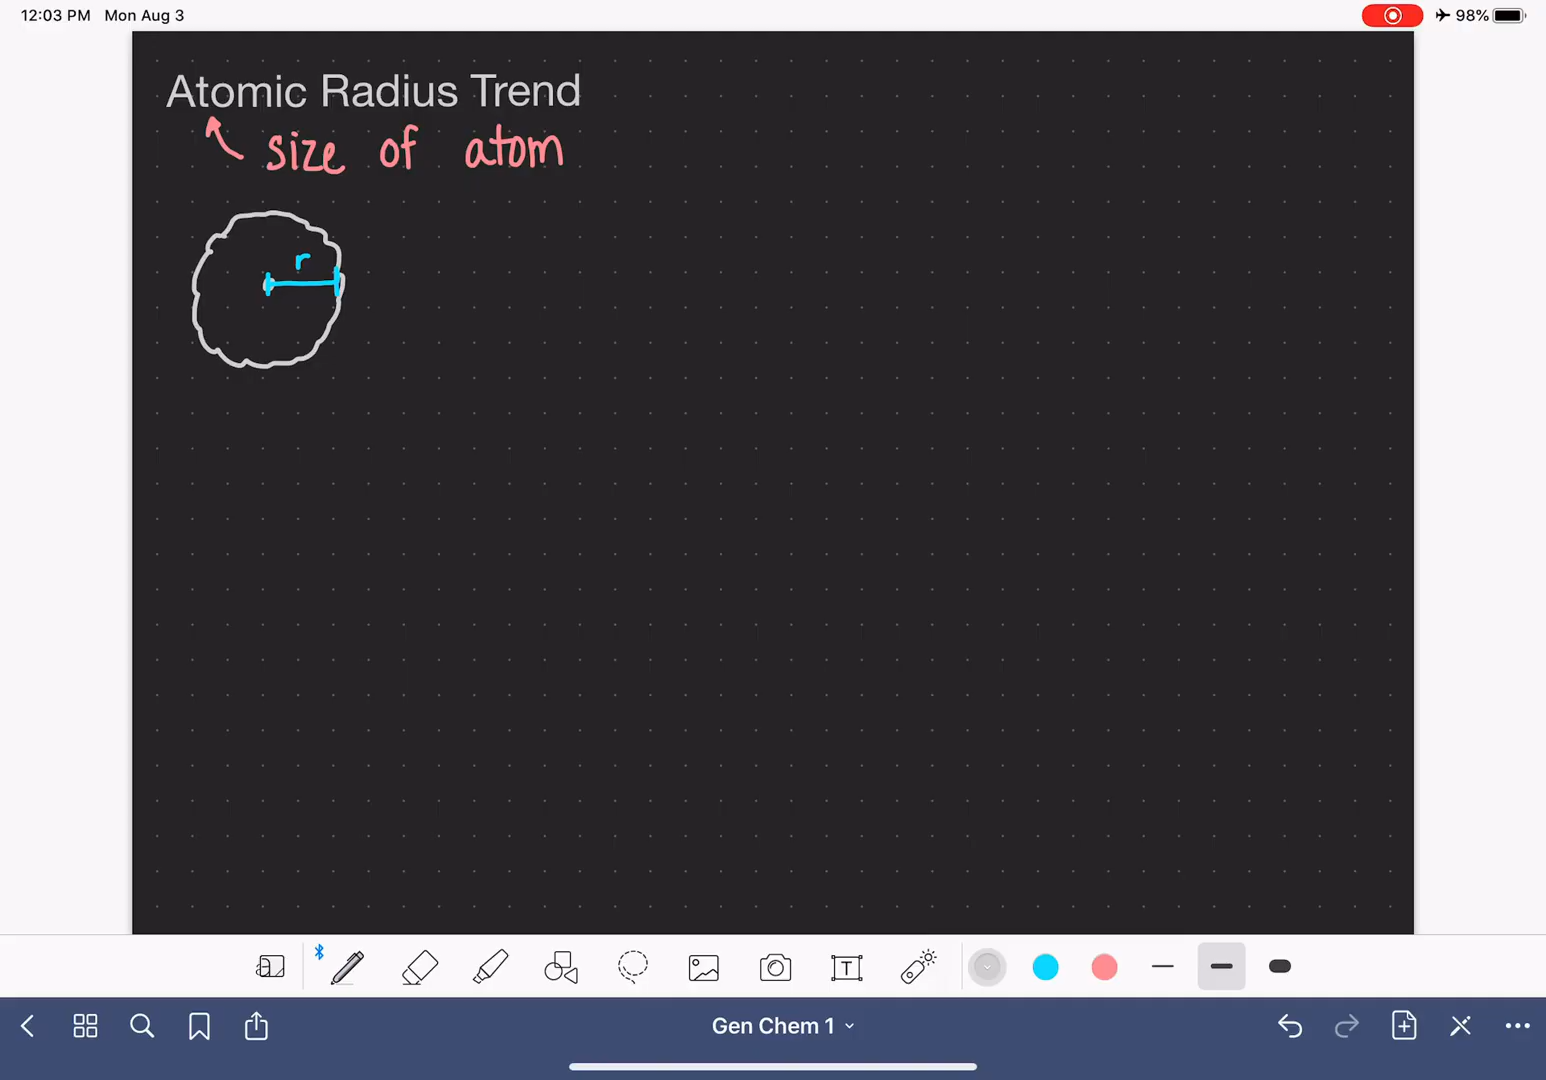 12:03 PM Mon Aug 3
98%
Atomic Radius Trend
size of atom
r
T
Gen Chem 1